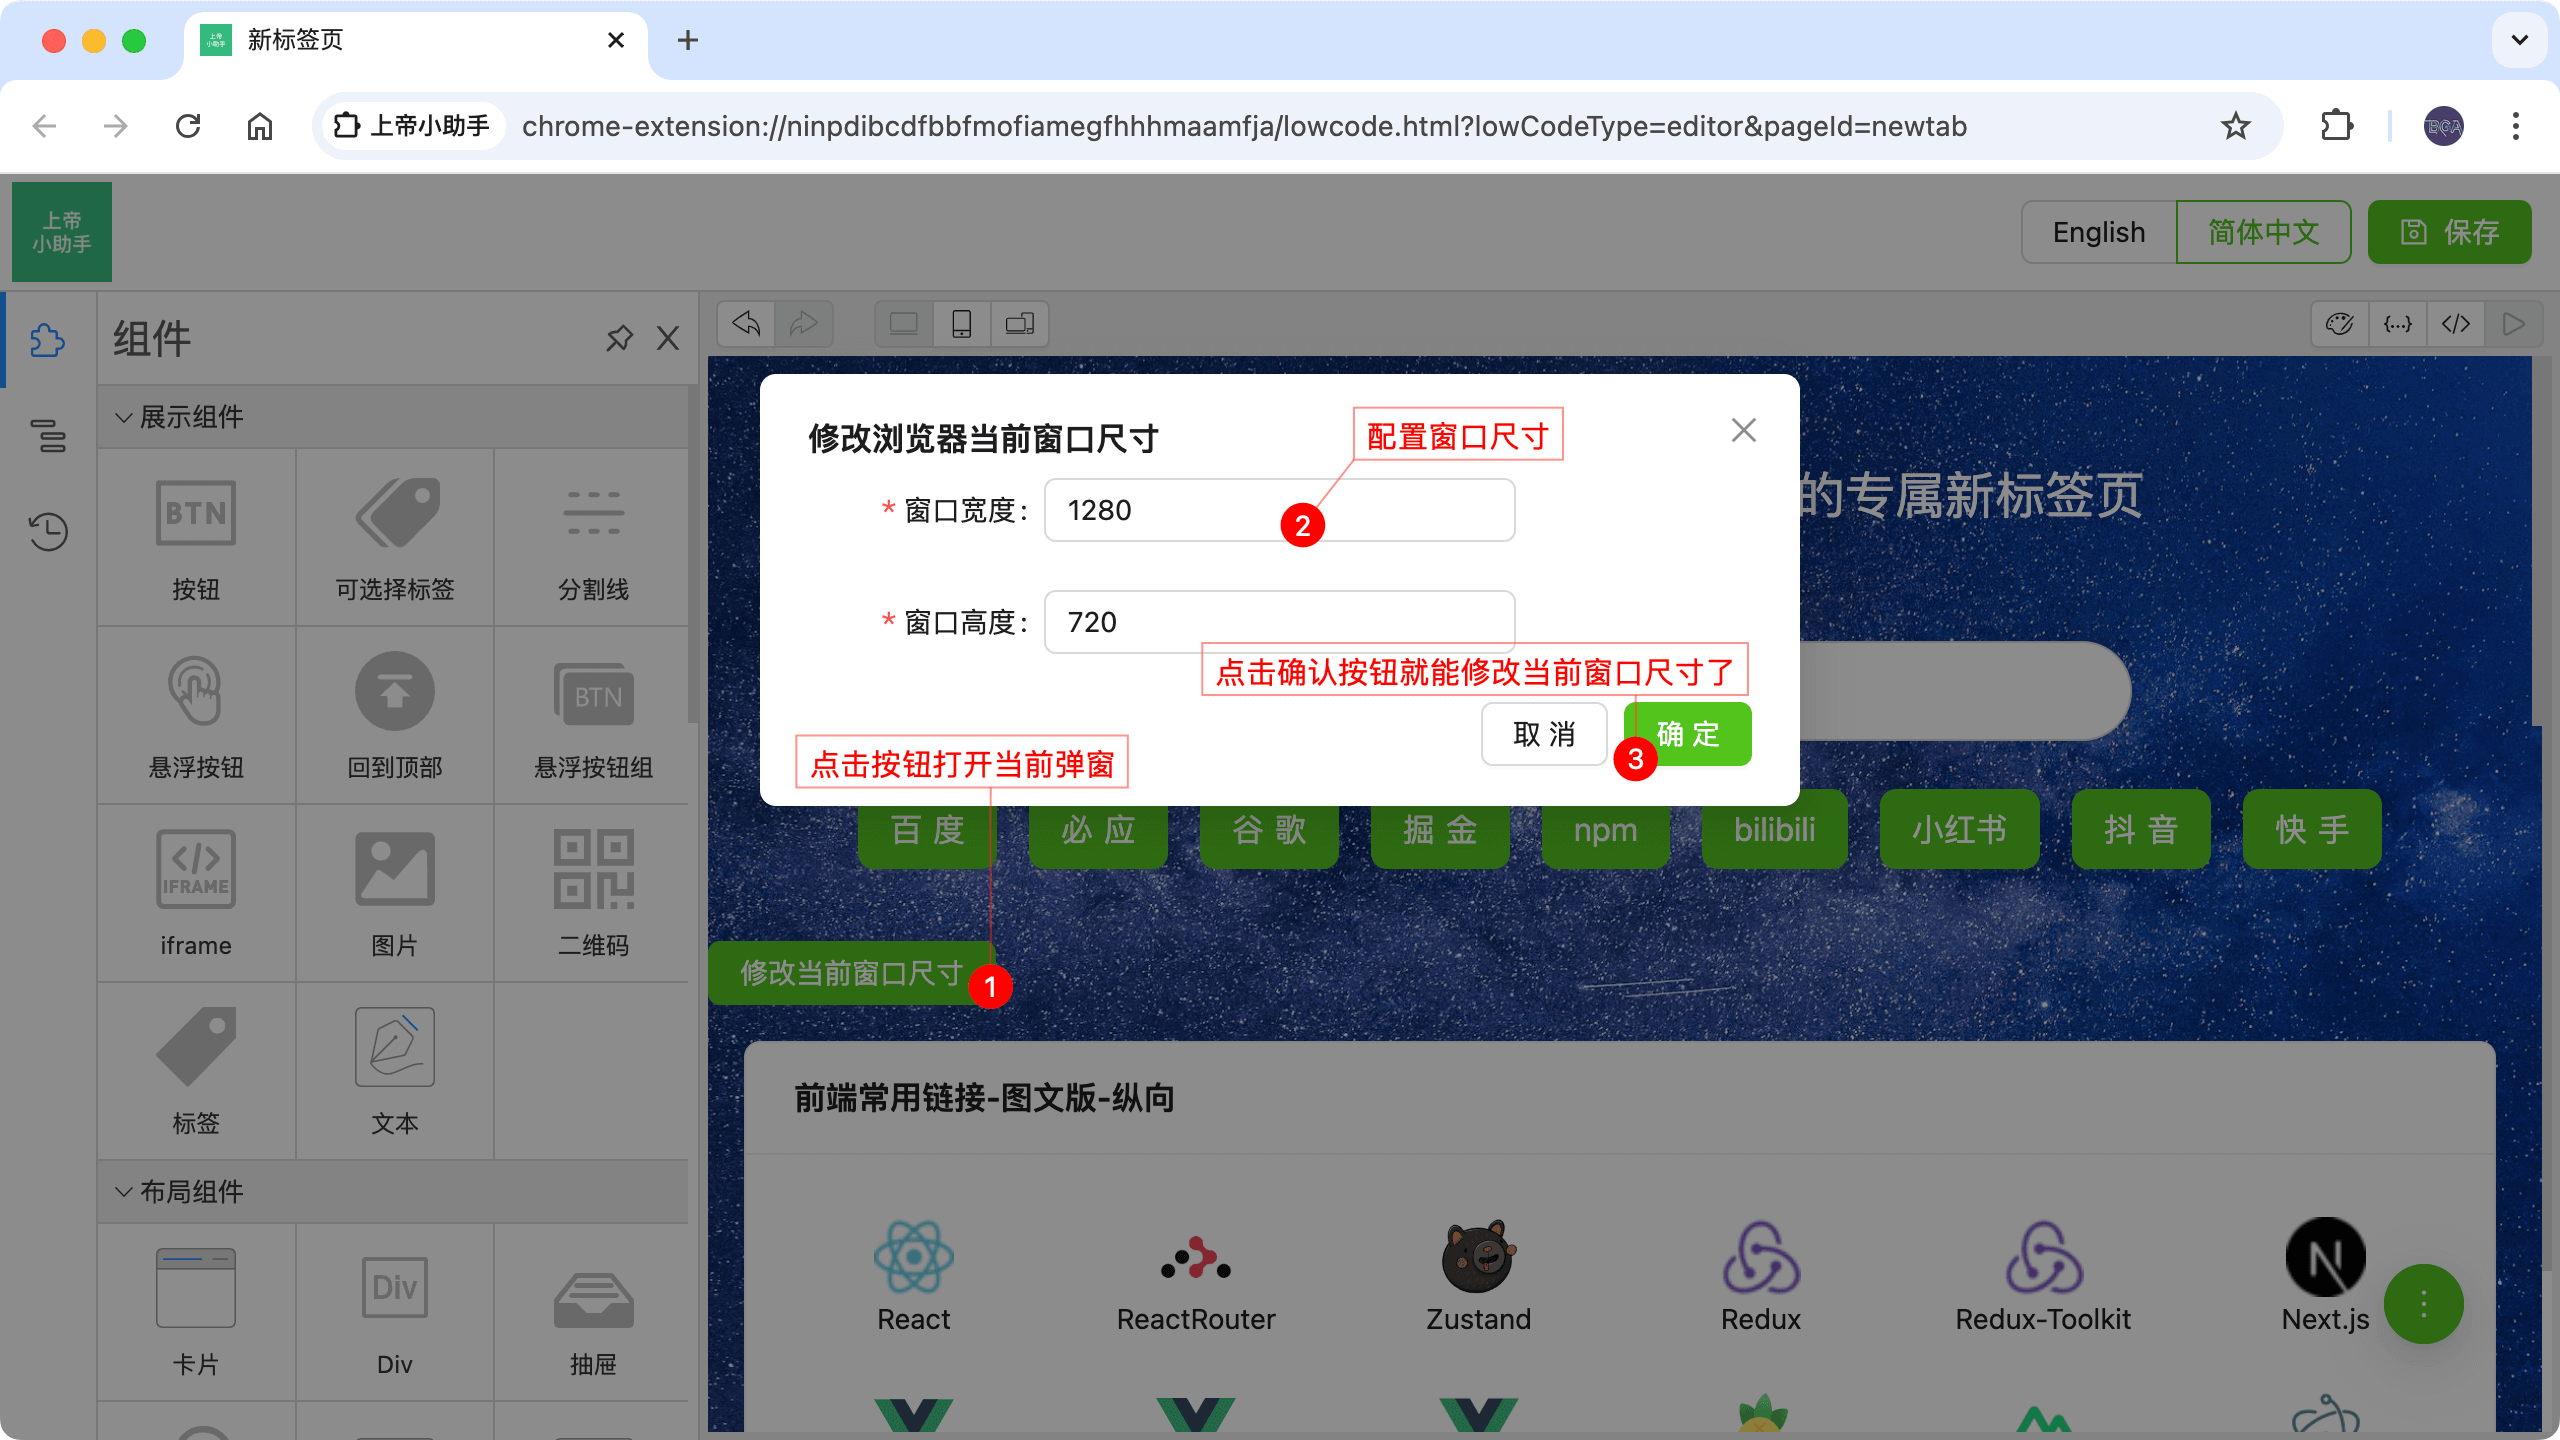 新标签页
上帝小助手
chrome-extension://ninpdibcdfbbfmofiamegfhhhmaamfja/lowcode.html?lowCodeType=editor&pageId=newtab
BGA
上帝
小助手
English
简体中文
保存
组件
展示组件
BTN
按钮
可选择标签
分割线
悬浮按钮
回到顶部
BTN
悬浮按钮组
IFRAME
iframe
图片
二维码
标签
文本
布局组件
卡片
Div
Div
抽屉
{...}
</>
的专属新标签页
修改浏览器当前窗口尺寸
配置窗口尺寸
* 窗口宽度:
1280
2
* 窗口高度:
720
点击确认按钮就能修改当前窗口尺寸了
取 消
确 定
3
点击按钮打开当前弹窗
百 度
必 应
谷 歌
掘 金
npm
bilibili
小红书
抖 音
快 手
修改当前窗口尺寸
1
前端常用链接-图文版-纵向
React
ReactRouter
Zustand
Redux
Redux-Toolkit
Next.js